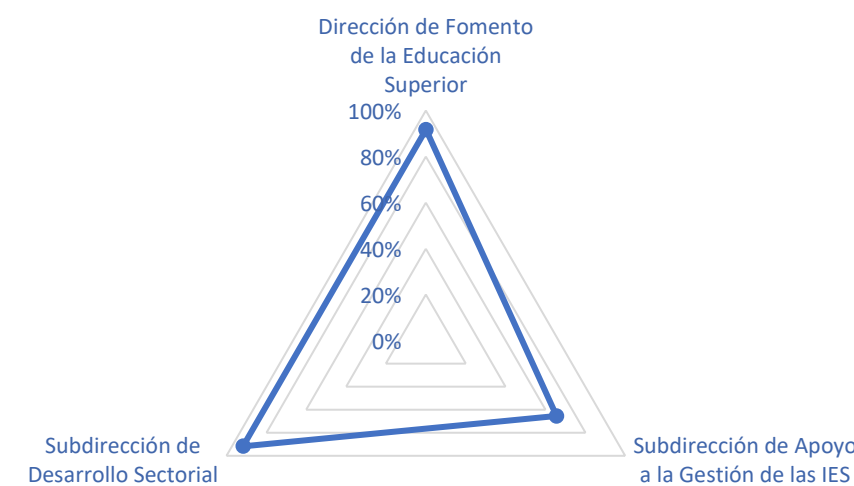 Dirección de Fomento
de la Educación
Superior
100%
80%
60%
40%
20%
0%
Subdirección de
Desarrollo Sectorial
Subdirección de Apoyo
a la Gestión de las IES